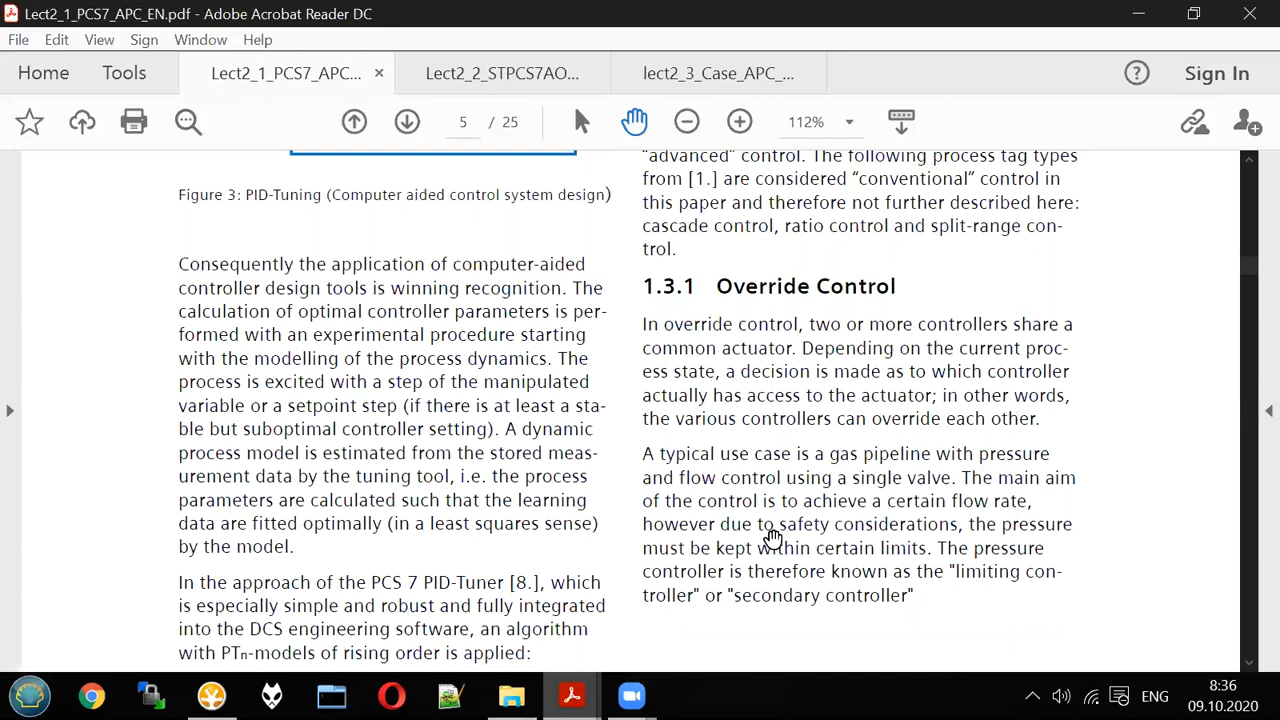 Lect2_1_PCS7_APC_EN.pdf - Adobe Acrobat Reader DC
File Edit View Sign Window Help
Home Tools Lect2_1_PCS7_APC... × Lect2_2_STPCS7AO... lect2_3_Case_APC_... Sign In
5 / 25 112%
Figure 3: PID-Tuning (Computer aided control system design)
Consequently the application of computer-aided
controller design tools is winning recognition. The
calculation of optimal controller parameters is per-
formed with an experimental procedure starting
with the modelling of the process dynamics. The
process is excited with a step of the manipulated
variable or a setpoint step (if there is at least a sta-
ble but suboptimal controller setting). A dynamic
process model is estimated from the stored meas-
urement data by the tuning tool, i.e. the process
parameters are calculated such that the learning
data are fitted optimally (in a least squares sense)
by the model.
In the approach of the PCS 7 PID-Tuner [8.], which
is especially simple and robust and fully integrated
into the DCS engineering software, an algorithm
with PTn-models of rising order is applied:
"advanced" control. The following process tag types
from [1.] are considered "conventional" control in
this paper and therefore not further described here:
cascade control, ratio control and split-range con-
trol.
1.3.1 Override Control
In override control, two or more controllers share a
common actuator. Depending on the current proc-
ess state, a decision is made as to which controller
actually has access to the actuator; in other words,
the various controllers can override each other.
A typical use case is a gas pipeline with pressure
and flow control using a single valve. The main aim
of the control is to achieve a certain flow rate,
however due to safety considerations, the pressure
must be kept within certain limits. The pressure
controller is therefore known as the "limiting con-
troller" or "secondary controller"
ENG
8:36
09.10.2020